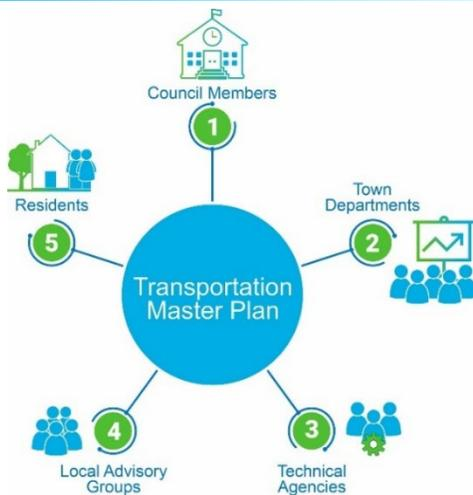 Council Members
1
Town
Departments
2
Residents
5
Transportation
Master Plan
4
Local Advisory
Groups
3
Technical
Agencies